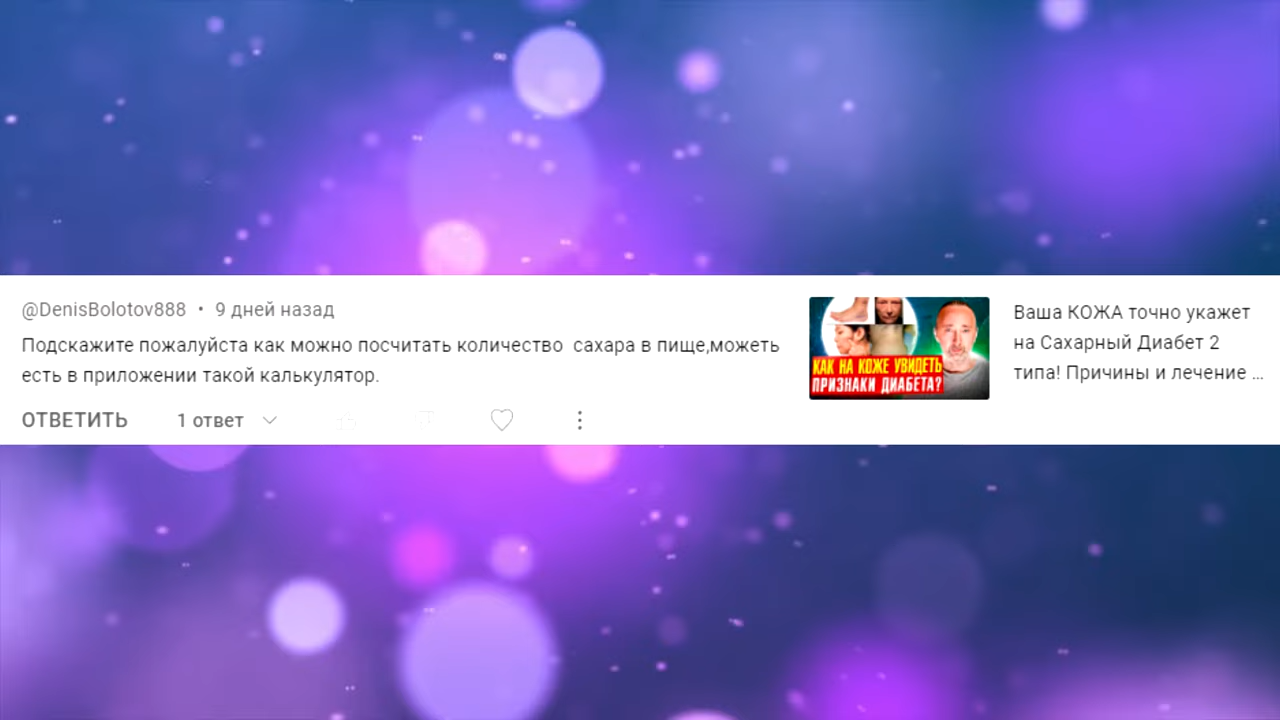 @DenisBolotov888 • 9 дней назад
Подскажите пожалуйста как можно посчитать количество  сахара в пище,можеть
есть в приложении такой калькулятор.
ОТВЕТИТЬ 1 ответ
КАК НА КОЖЕ УВИДЕТЬ
ПРИЗНАКИ ДИАБЕТА?
Ваша КОЖА точно укажет
на Сахарный Диабет 2
типа! Причины и лечение ...